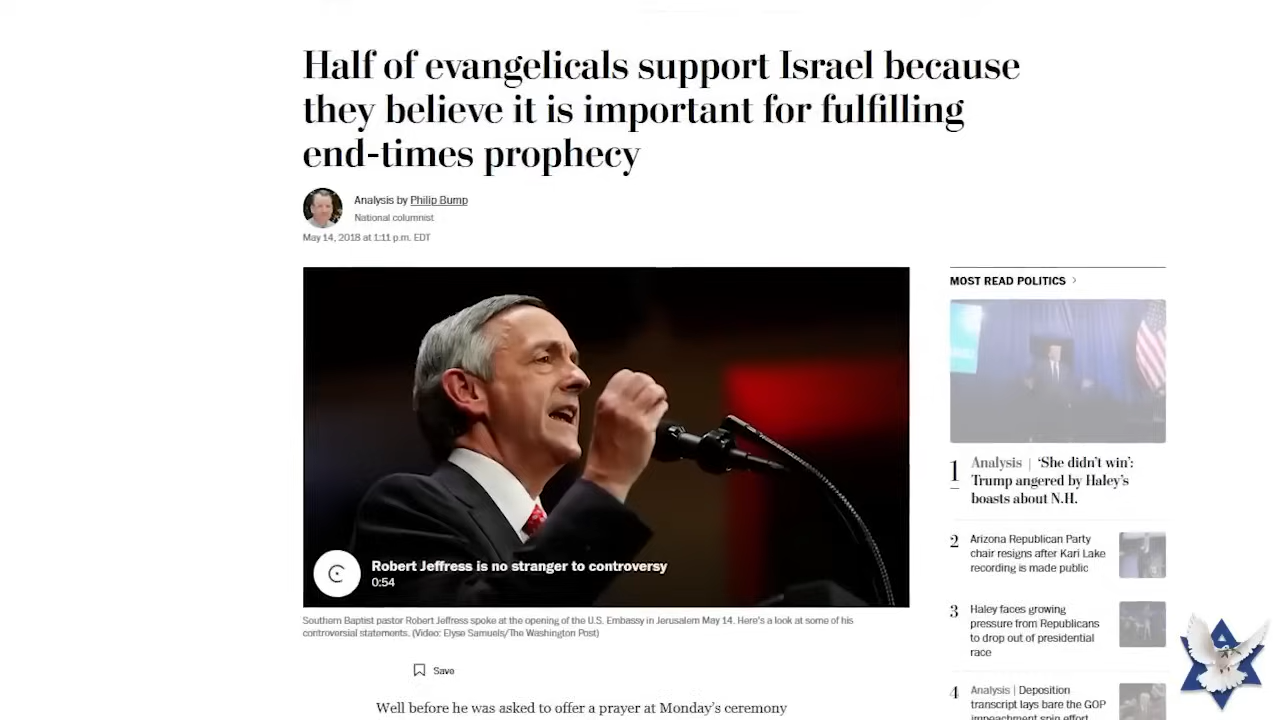 Half of evangelicals support Israel because
they believe it is important for fulfilling
end-times prophecy
Analysis by Philip Bump
National columnist
May 14, 2018 at 1:11 p.m. EDT
Robert Jeffress is no stranger to controversy
0:54
Southern Baptist pastor Robert Jeffress spoke at the opening of the U.S. Embassy in Jerusalem May 14. Here's a look at some of his
controversial statements. (Video: Elyse Samuels/The Washington Post)
Save
Well before he was asked to offer a prayer at Monday's ceremony
MOST READ POLITICS >
1 Analysis | 'She didn't win':
Trump angered by Haley's
boasts about N.H.
2 Arizona Republican Party
chair resigns after Kari Lake
recording is made public
3 Haley faces growing
pressure from Republicans
to drop out of presidential
race
4 Analysis | Deposition
transcript lays bare the GOP
impeachment spin effort